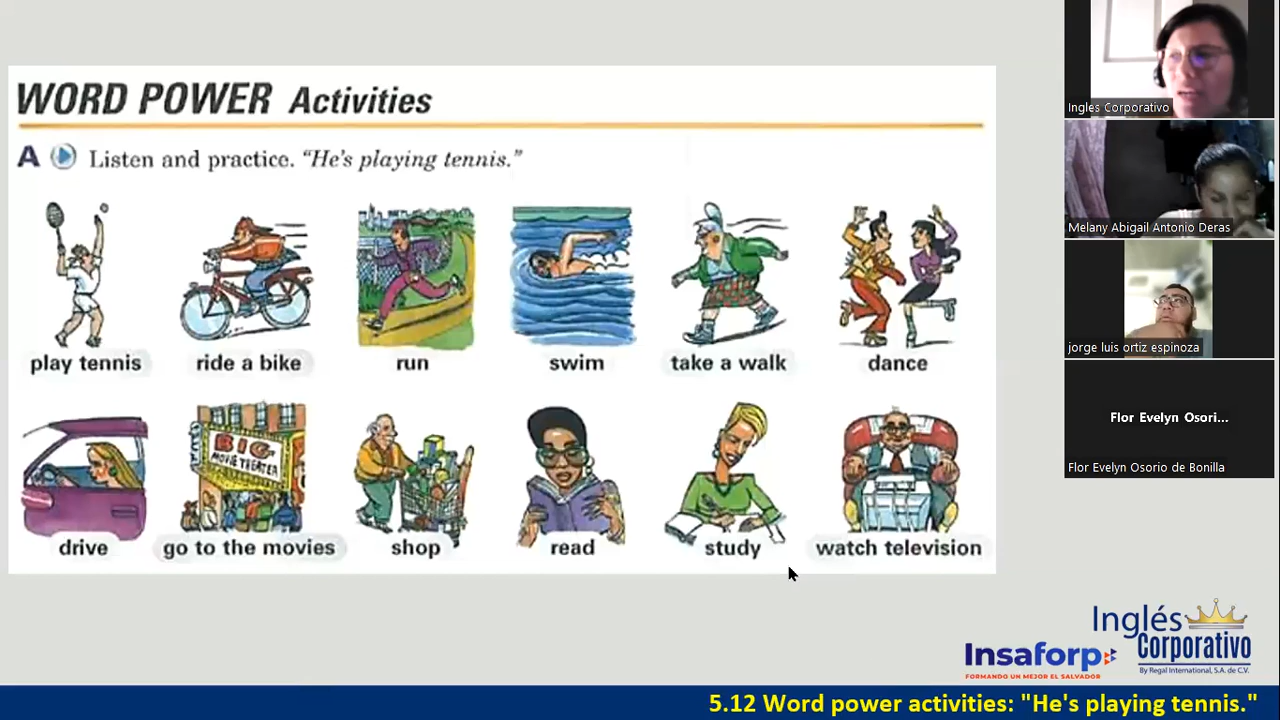 WORD POWER Activities
A Listen and practice. "He's playing tennis."
play tennis
ride a bike
run
swim
take a walk
dance
BIG
MOVIE THEATER
drive
go to the movies
shop
read
study
watch television
Ingles Corporativo
Melany Abigail Antonio Deras
jorge luis ortiz espinoza
Flor Evelyn Osori...
Flor Evelyn Osorio de Bonilla
Insaforp
FORMANDO UN MEJOR EL SALVADOR
Inglés
Corporativo
By Regal International, S.A. de C.V.
5.12 Word power activities: "He's playing tennis."